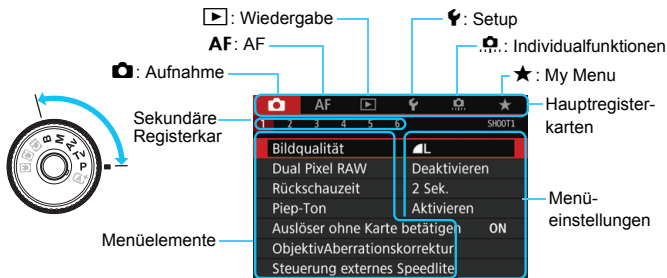 : Wiedergabe
: Setup
AF: AF
: Individualfunktionen
: Aufnahme
: My Menu
AF
Hauptregister-
karten
Sekundäre
Registerkar
1 2 3 4 5 6 SHOOT1
B M Av Tv P A+
Bildqualität L
Dual Pixel RAW Deaktivieren
Rückschauzeit 2 Sek.
Piep-Ton Aktivieren
Menü-
einstellungen
Auslöser ohne Karte betätigen ON
Menüelemente
ObjektivAberrationskorrektur
Steuerung externes Speedlite